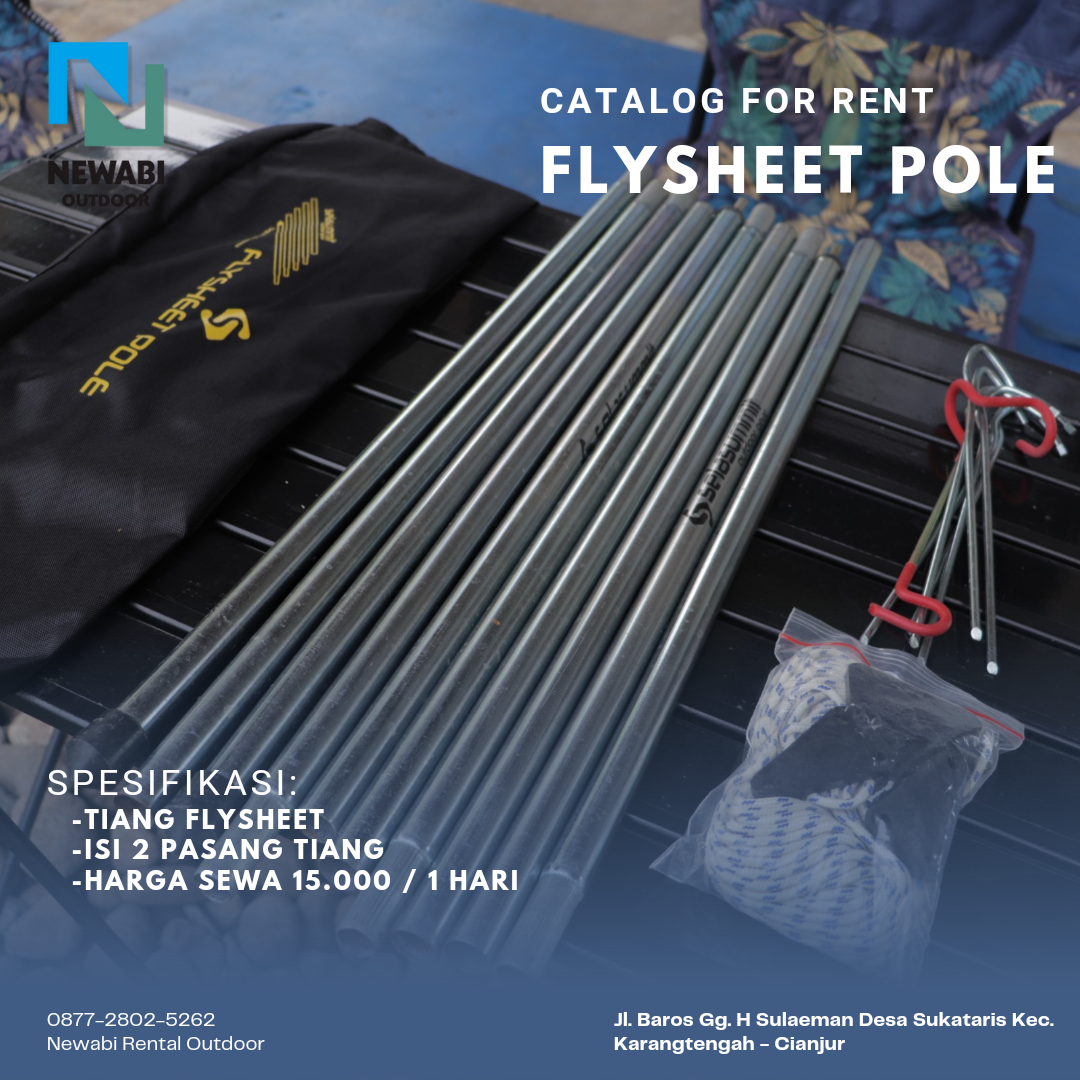 NEWABI
OUTDOOR
CATALOG FOR RENT
FLYSHEET POLE
FLYSHEET POLE
SPESIFIKASI:
-TIANG FLYSHEET
-ISI 2 PASANG TIANG
-HARGA SEWA 15.000 / 1 HARI
0877-2802-5262
Newabi Rental Outdoor
Jl. Baros Gg. H Sulaeman Desa Sukataris Kec.
Karangtengah - Cianjur